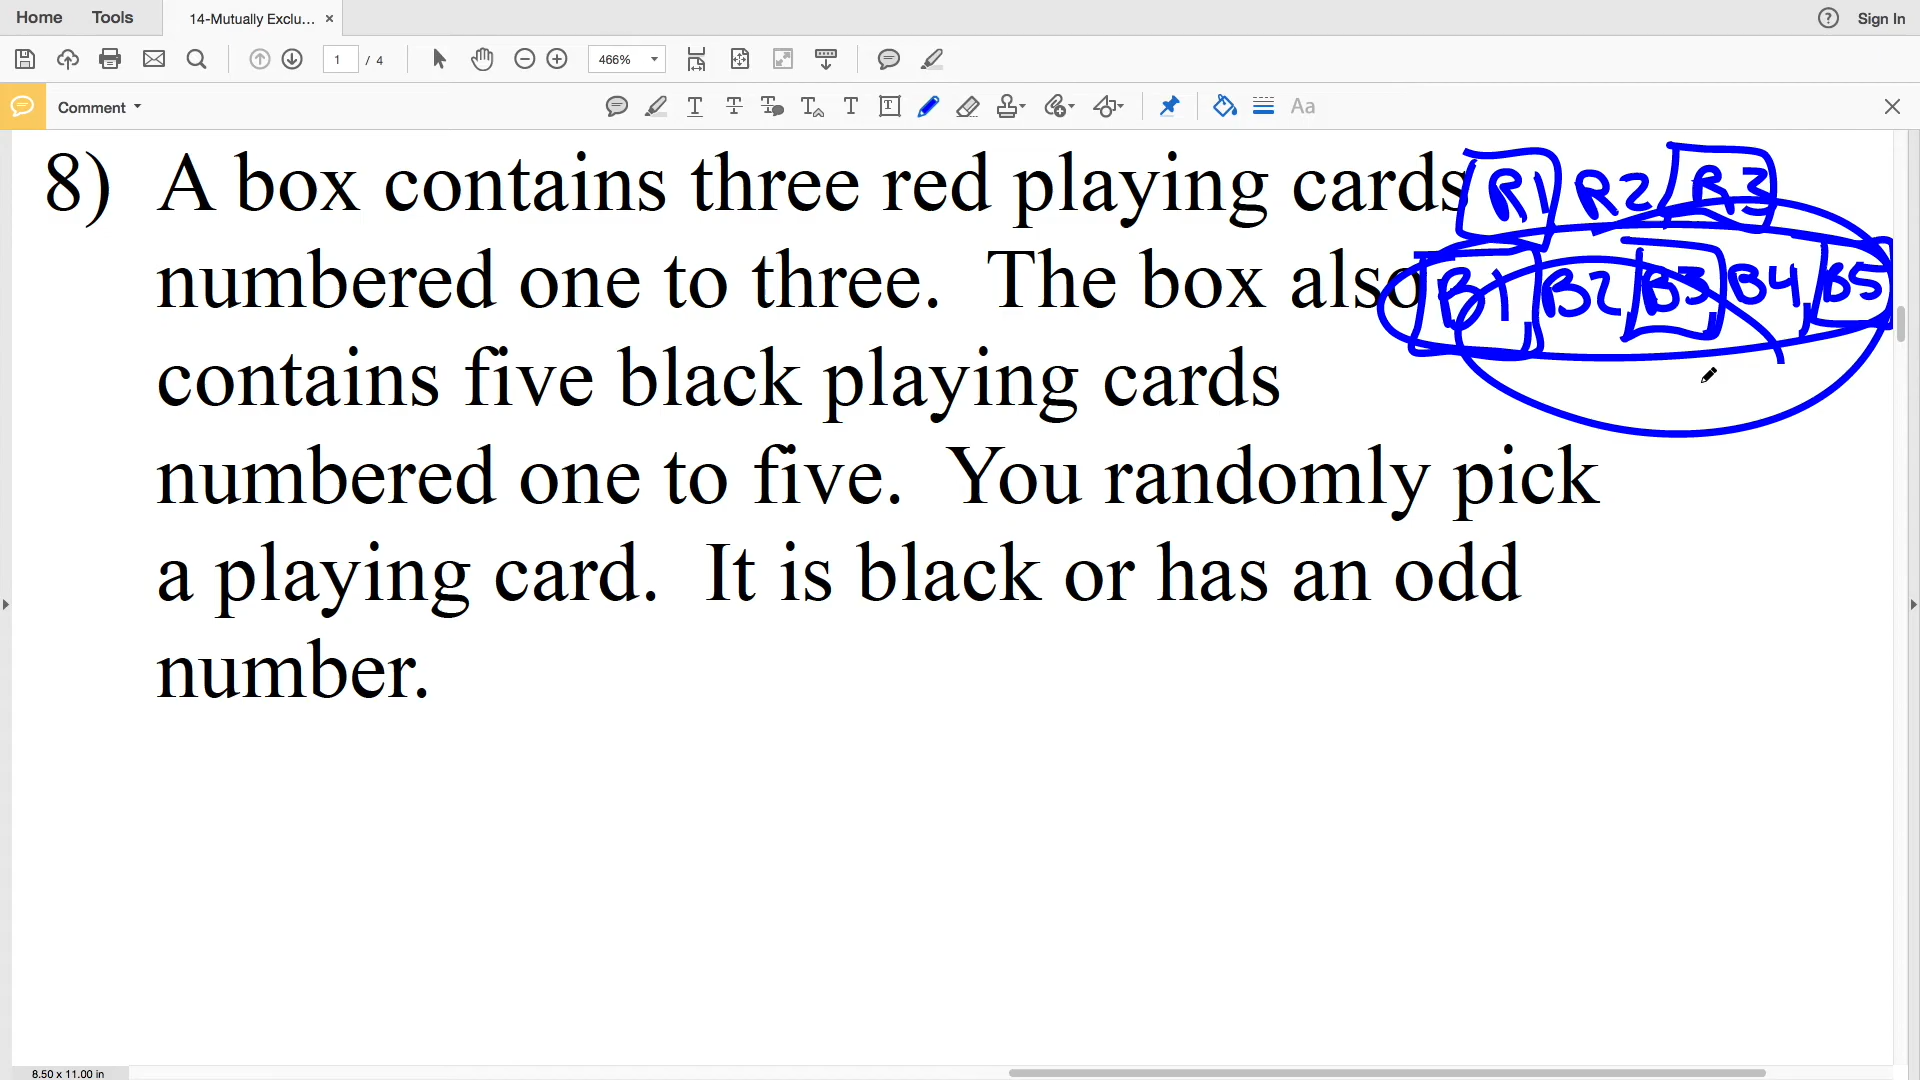 Home Tools 14-Mutually Exclu... × Sign In
1 / 4 466%
Comment Aa
8) A box contains three red playing cards R1 R2 R3
numbered one to three. The box also B1 B2 B3 B4 B5
contains five black playing cards
numbered one to five. You randomly pick
a playing card. It is black or has an odd
number.
8.50 x 11.00 in